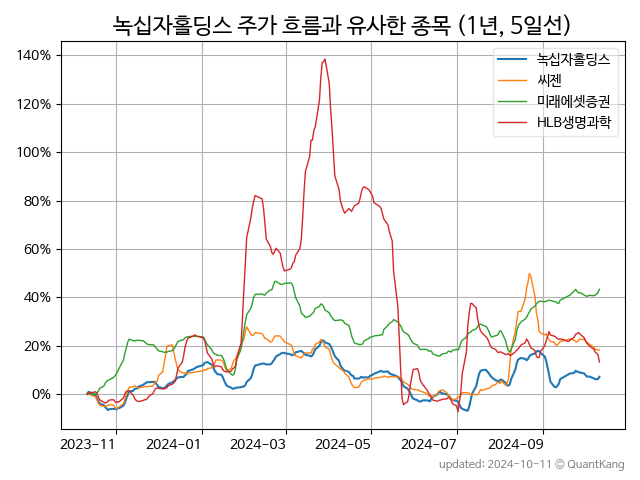 녹십자홀딩스 주가 흐름과 유사한 종목 (1년, 5일선)
녹십자홀딩스
씨젠
미래에셋증권
HLB생명과학
140%
120%
100%
80%
60%
40%
20%
0%
2023-11 2024-01 2024-03 2024-05 2024-07 2024-09
updated: 2024-10-11 © QuantKang